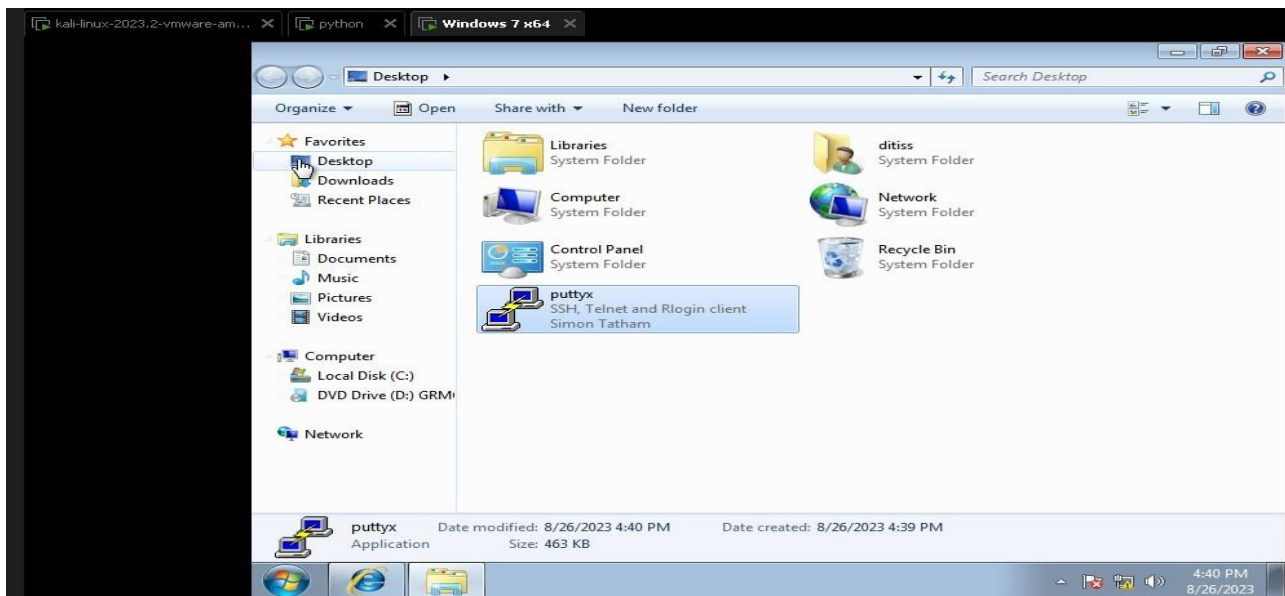 kali-linux-2023.2-vmware-am...
python
Windows 7 x64
Desktop
Search Desktop
Organize
Open
Share with
New folder
Favorites
Desktop
Downloads
Recent Places
Libraries
Documents
Music
Pictures
Videos
Computer
Local Disk (C:)
DVD Drive (D:) GRM
Network
Libraries
System Folder
ditiss
System Folder
Computer
System Folder
Network
System Folder
Control Panel
System Folder
Recycle Bin
System Folder
puttyx
SSH, Telnet and Rlogin client
Simon Tatham
puttyx Date modified: 8/26/2023 4:40 PM Date created: 8/26/2023 4:39 PM
Application Size: 463 KB
4:40 PM
8/26/2023